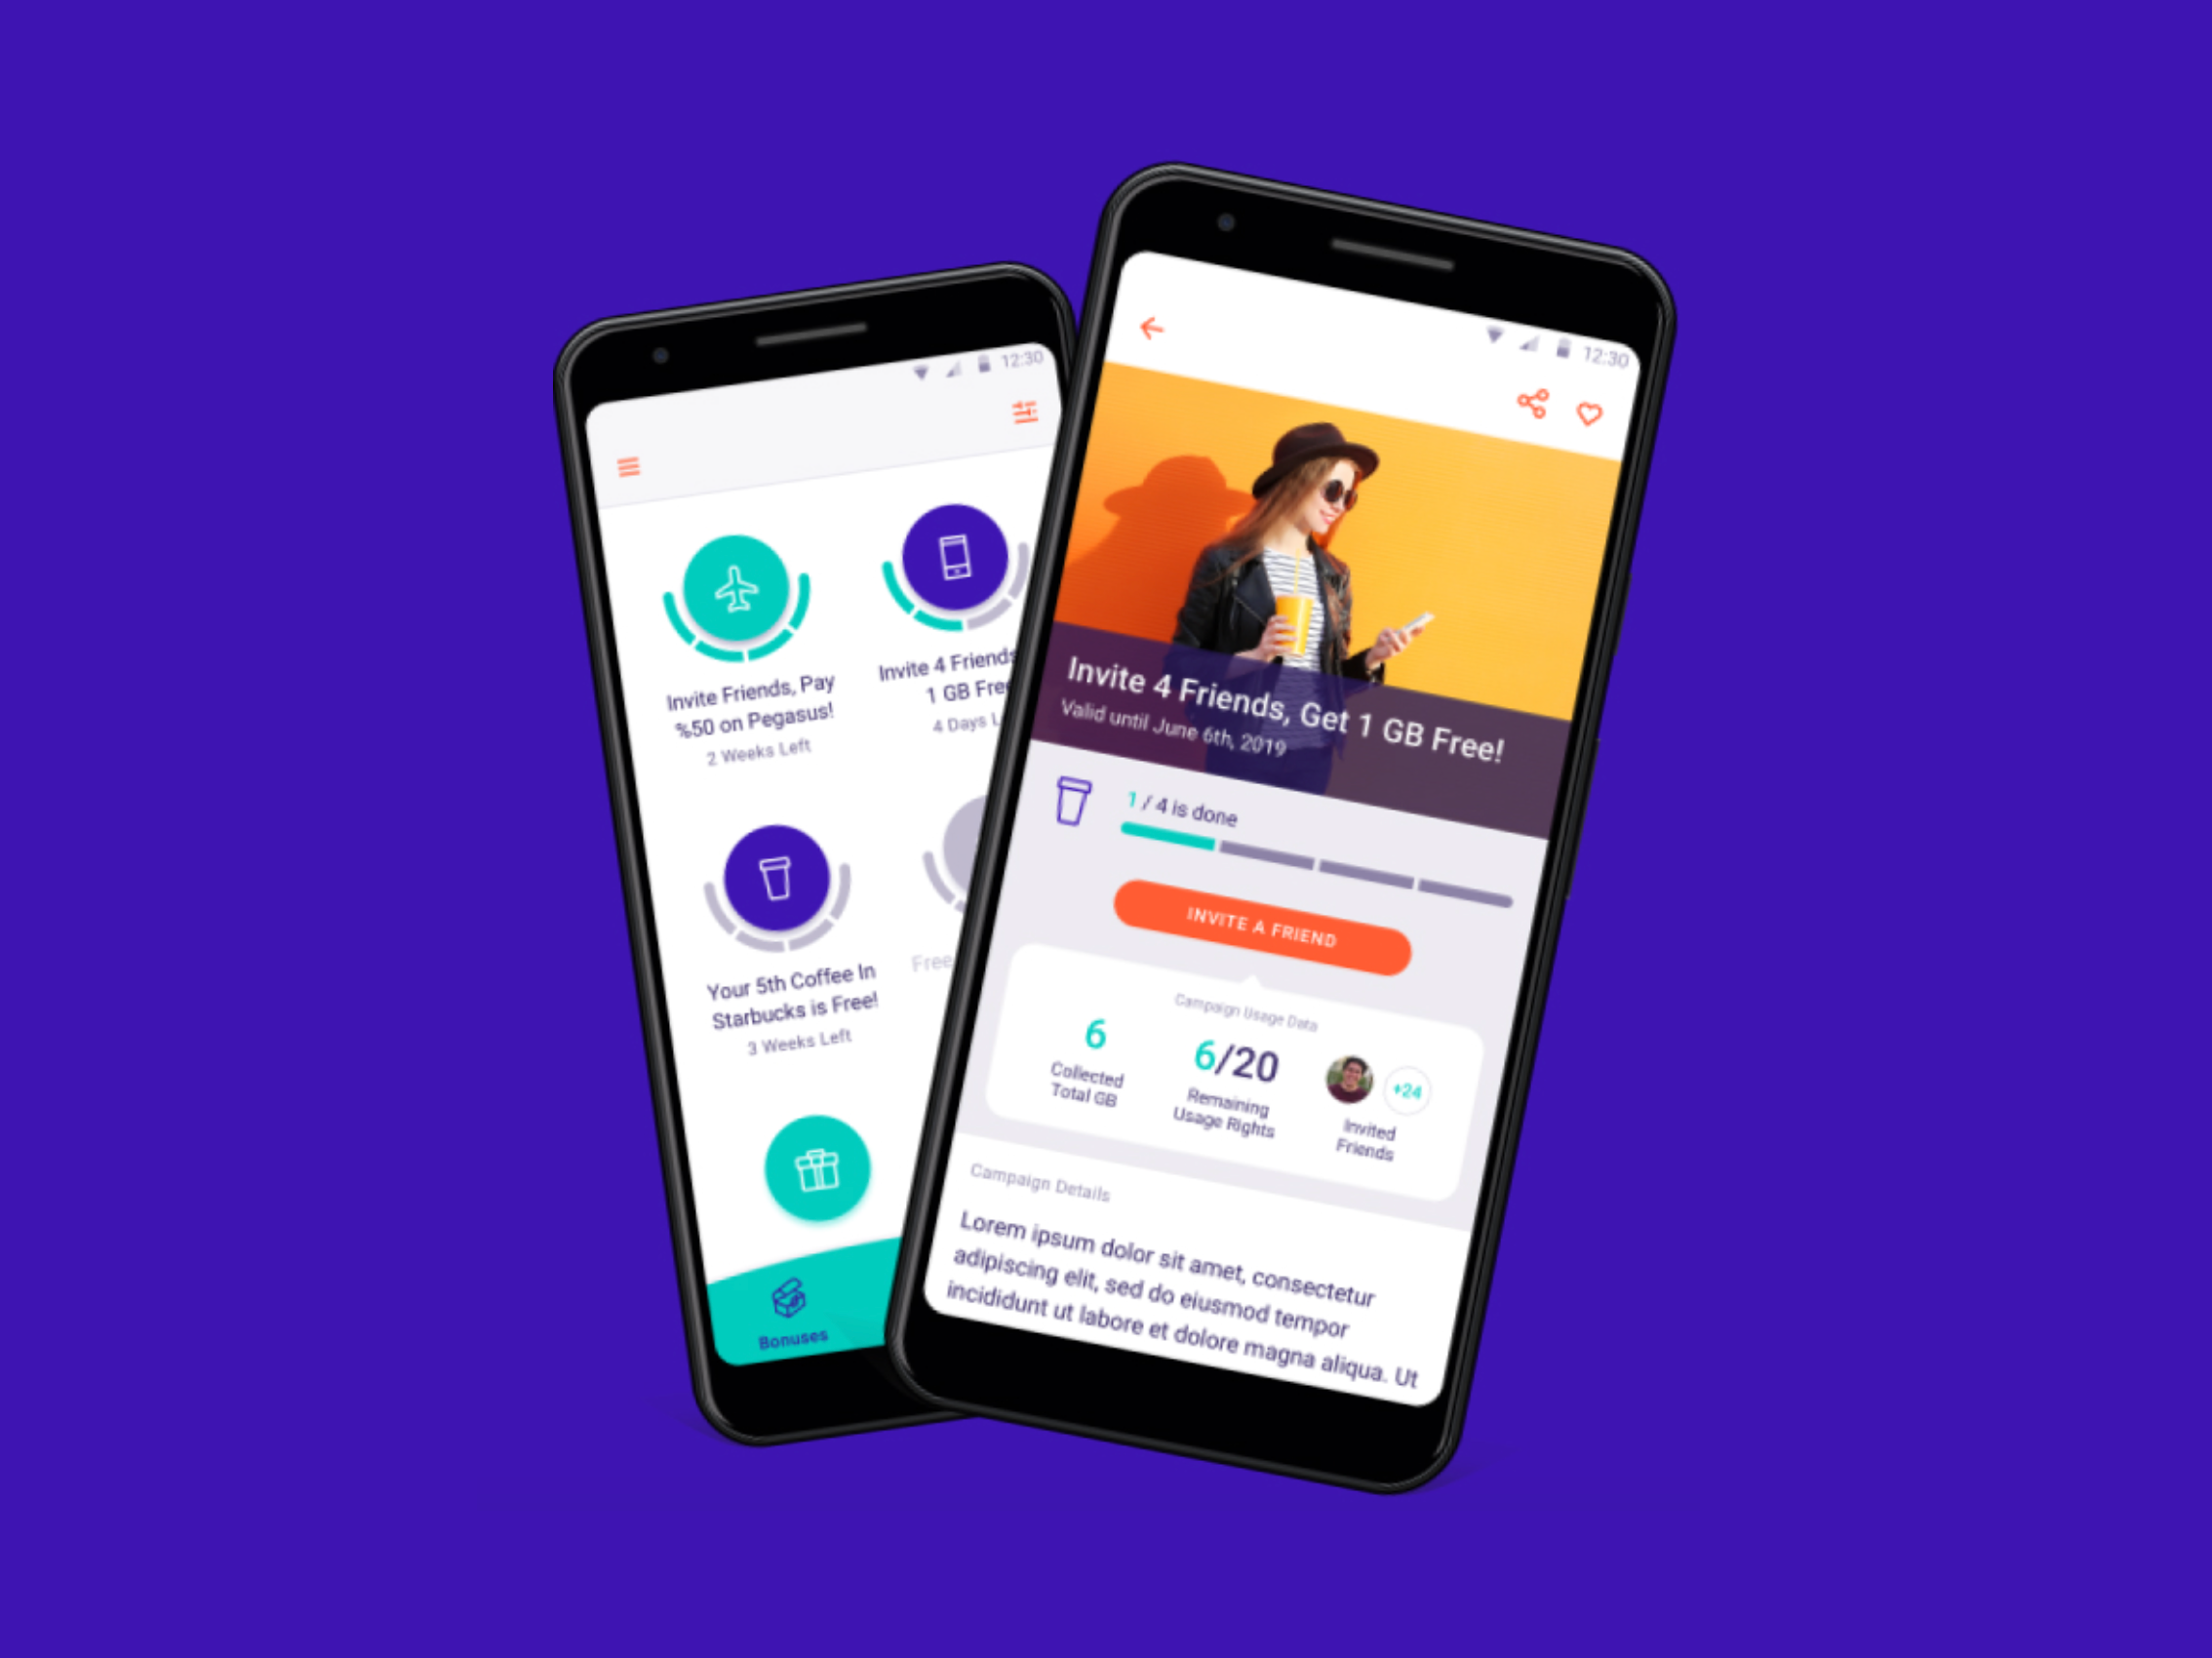 12:30
Invite Friends, Pay
%50 on Pegasus!
2 Weeks Left
Invite 4 Friends
1 GB Free
4 Days L
Your 5th Coffee In
Starbucks is Free!
3 Weeks Left
Free
Bonuses
12:30
Invite 4 Friends, Get 1 GB Free!
Valid until June 6th, 2019
1 / 4 is done
INVITE A FRIEND
Campaign Usage Data
6
Collected
Total GB
6/20
Remaining
Usage Rights
+24
Invited
Friends
Campaign Details
Lorem ipsum dolor sit amet, consectetur
adipiscing elit, sed do eiusmod tempor
incididunt ut labore et dolore magna aliqua. Ut